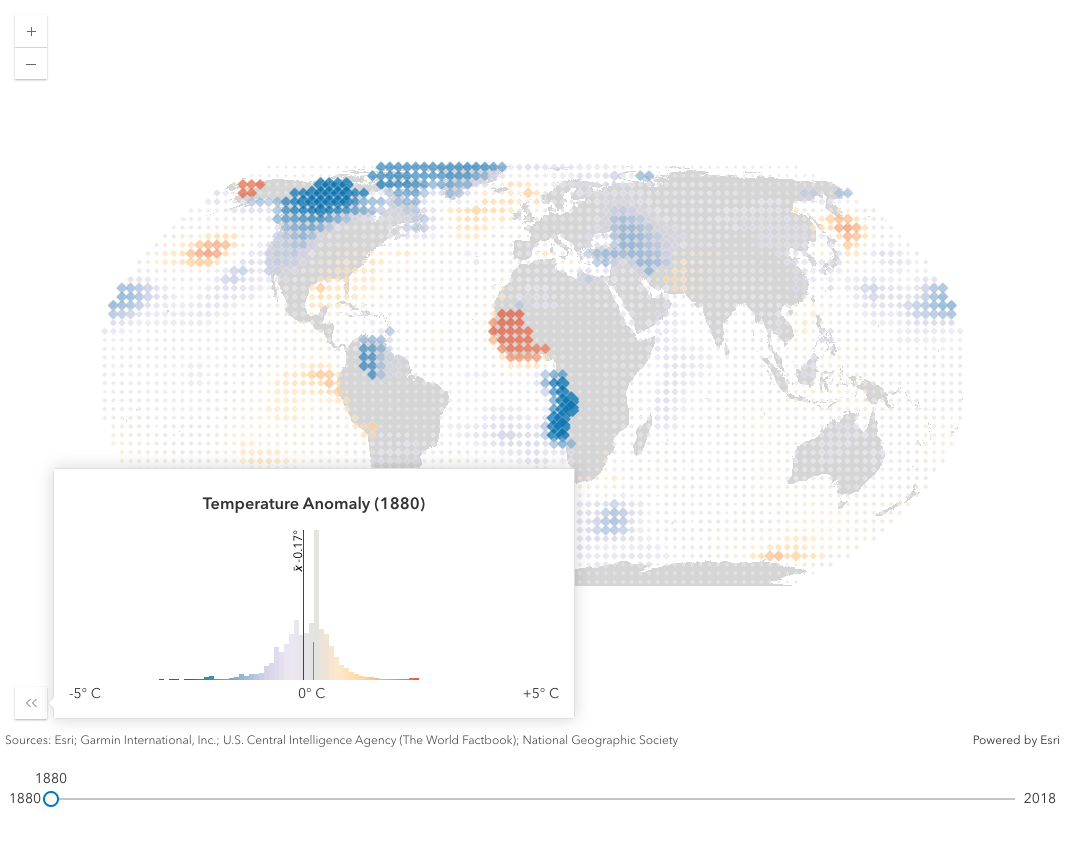 +
−
Temperature Anomaly (1880)
x̄ -0.17°
-5° C
0° C
+5° C
Sources: Esri; Garmin International, Inc.; U.S. Central Intelligence Agency (The World Factbook); National Geographic Society
Powered by Esri
1880
1880
2018